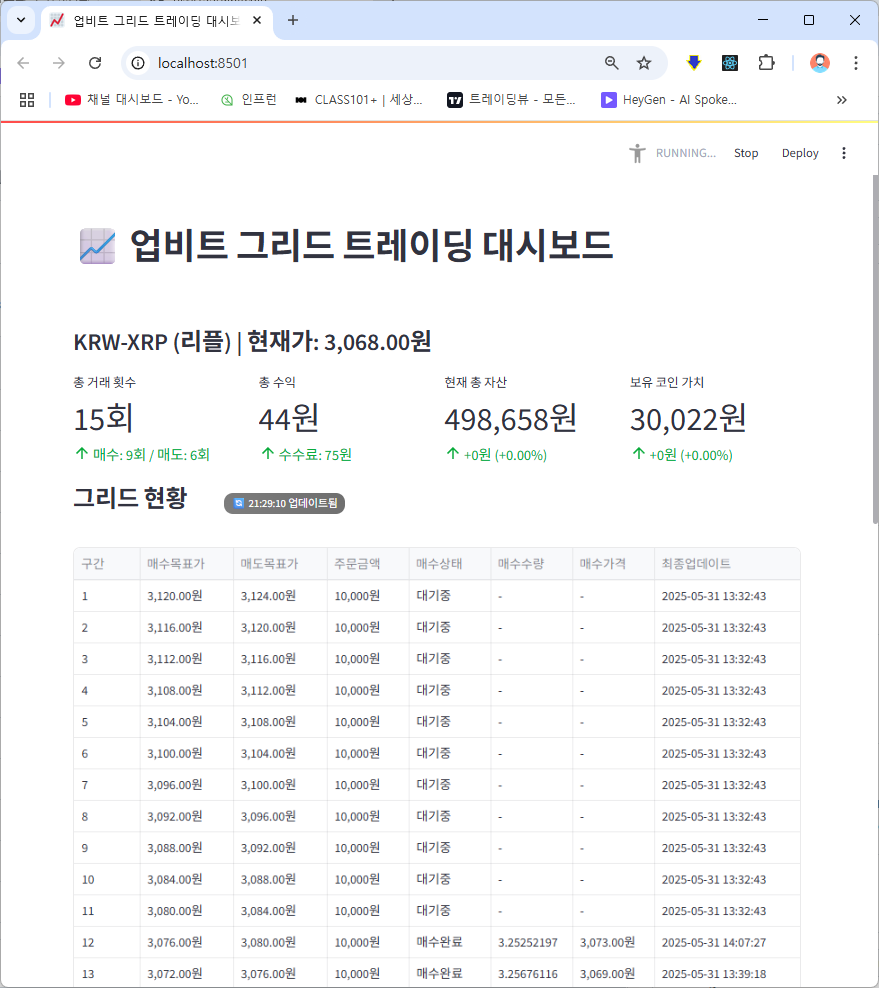 업비트 그리드 트레이딩 대시보
localhost:8501
채널 대시보드 - Yo... 인프런 CLASS101+ | 세상... 트레이딩뷰 - 모든... HeyGen - AI Spoke...
RUNNING... Stop Deploy
업비트 그리드 트레이딩 대시보드
KRW-XRP (리플) | 현재가: 3,068.00원
총 거래 횟수 총 수익 현재 총 자산 보유 코인 가치
15회 44원 498,658원 30,022원
↑ 매수: 9회 / 매도: 6회 ↑ 수수료: 75원 ↑ +0원 (+0.00%) ↑ +0원 (+0.00%)
그리드 현황 21:29:10 업데이트됨
구간 매수목표가 매도목표가 주문금액 매수상태 매수수량 매수가격 최종업데이트
1 3,120.00원 3,124.00원 10,000원 대기중 - - 2025-05-31 13:32:43
2 3,116.00원 3,120.00원 10,000원 대기중 - - 2025-05-31 13:32:43
3 3,112.00원 3,116.00원 10,000원 대기중 - - 2025-05-31 13:32:43
4 3,108.00원 3,112.00원 10,000원 대기중 - - 2025-05-31 13:32:43
5 3,104.00원 3,108.00원 10,000원 대기중 - - 2025-05-31 13:32:43
6 3,100.00원 3,104.00원 10,000원 대기중 - - 2025-05-31 13:32:43
7 3,096.00원 3,100.00원 10,000원 대기중 - - 2025-05-31 13:32:43
8 3,092.00원 3,096.00원 10,000원 대기중 - - 2025-05-31 13:32:43
9 3,088.00원 3,092.00원 10,000원 대기중 - - 2025-05-31 13:32:43
10 3,084.00원 3,088.00원 10,000원 대기중 - - 2025-05-31 13:32:43
11 3,080.00원 3,084.00원 10,000원 대기중 - - 2025-05-31 13:32:43
12 3,076.00원 3,080.00원 10,000원 매수완료 3.25252197 3,073.00원 2025-05-31 14:07:27
13 3,072.00원 3,076.00원 10,000원 매수완료 3.25676116 3,069.00원 2025-05-31 13:39:18